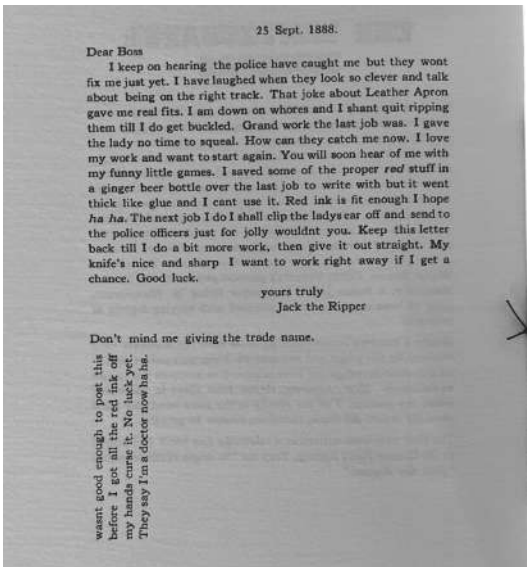 25 Sept. 1888.
Dear Boss
I keep on hearing the police have caught me but they wont
fix me just yet. I have laughed when they look so clever and talk
about being on the right track. That joke about Leather Apron
gave me real fits. I am down on whores and I shant quit ripping
them till I do get buckled. Grand work the last job was. I gave
the lady no time to squeal. How can they catch me now. I love
my work and want to start again. You will soon hear of me with
my funny little games. I saved some of the proper red stuff in
a ginger beer bottle over the last job to write with but it went
thick like glue and I cant use it. Red ink is fit enough I hope
ha ha. The next job I do I shall clip the ladys ear off and send to
the police officers just for jolly wouldnt you. Keep this letter
back till I do a bit more work, then give it out straight. My
knife's nice and sharp I want to work right away if I get a
chance. Good luck.
yours truly
Jack the Ripper
Don't mind me giving the trade name.
wasnt good enough to post this
before I got all the red ink off
my hands curse it. No luck yet.
They say I'm a doctor now ha ha.